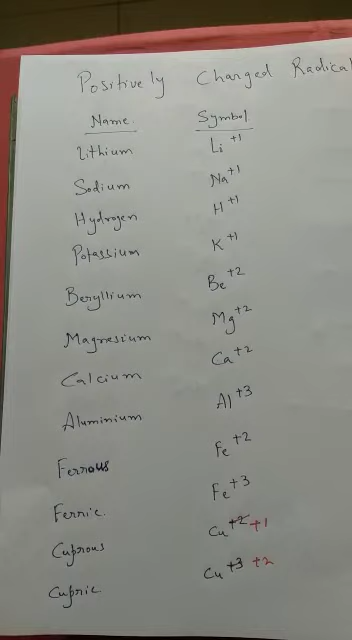 Positively Charged Radical
Name. Symbol.
Lithium Li +1
Sodium Na+1
Hydrogen H +1
Potassium K +1
Beryllium Be +2
Magnesium Mg+2
Calcium Ca+2
Aluminium Al+3
Ferrous Fe+2
Ferric. Fe+3
Cuprous Cu+2 +1
Cupric Cu+3 +2